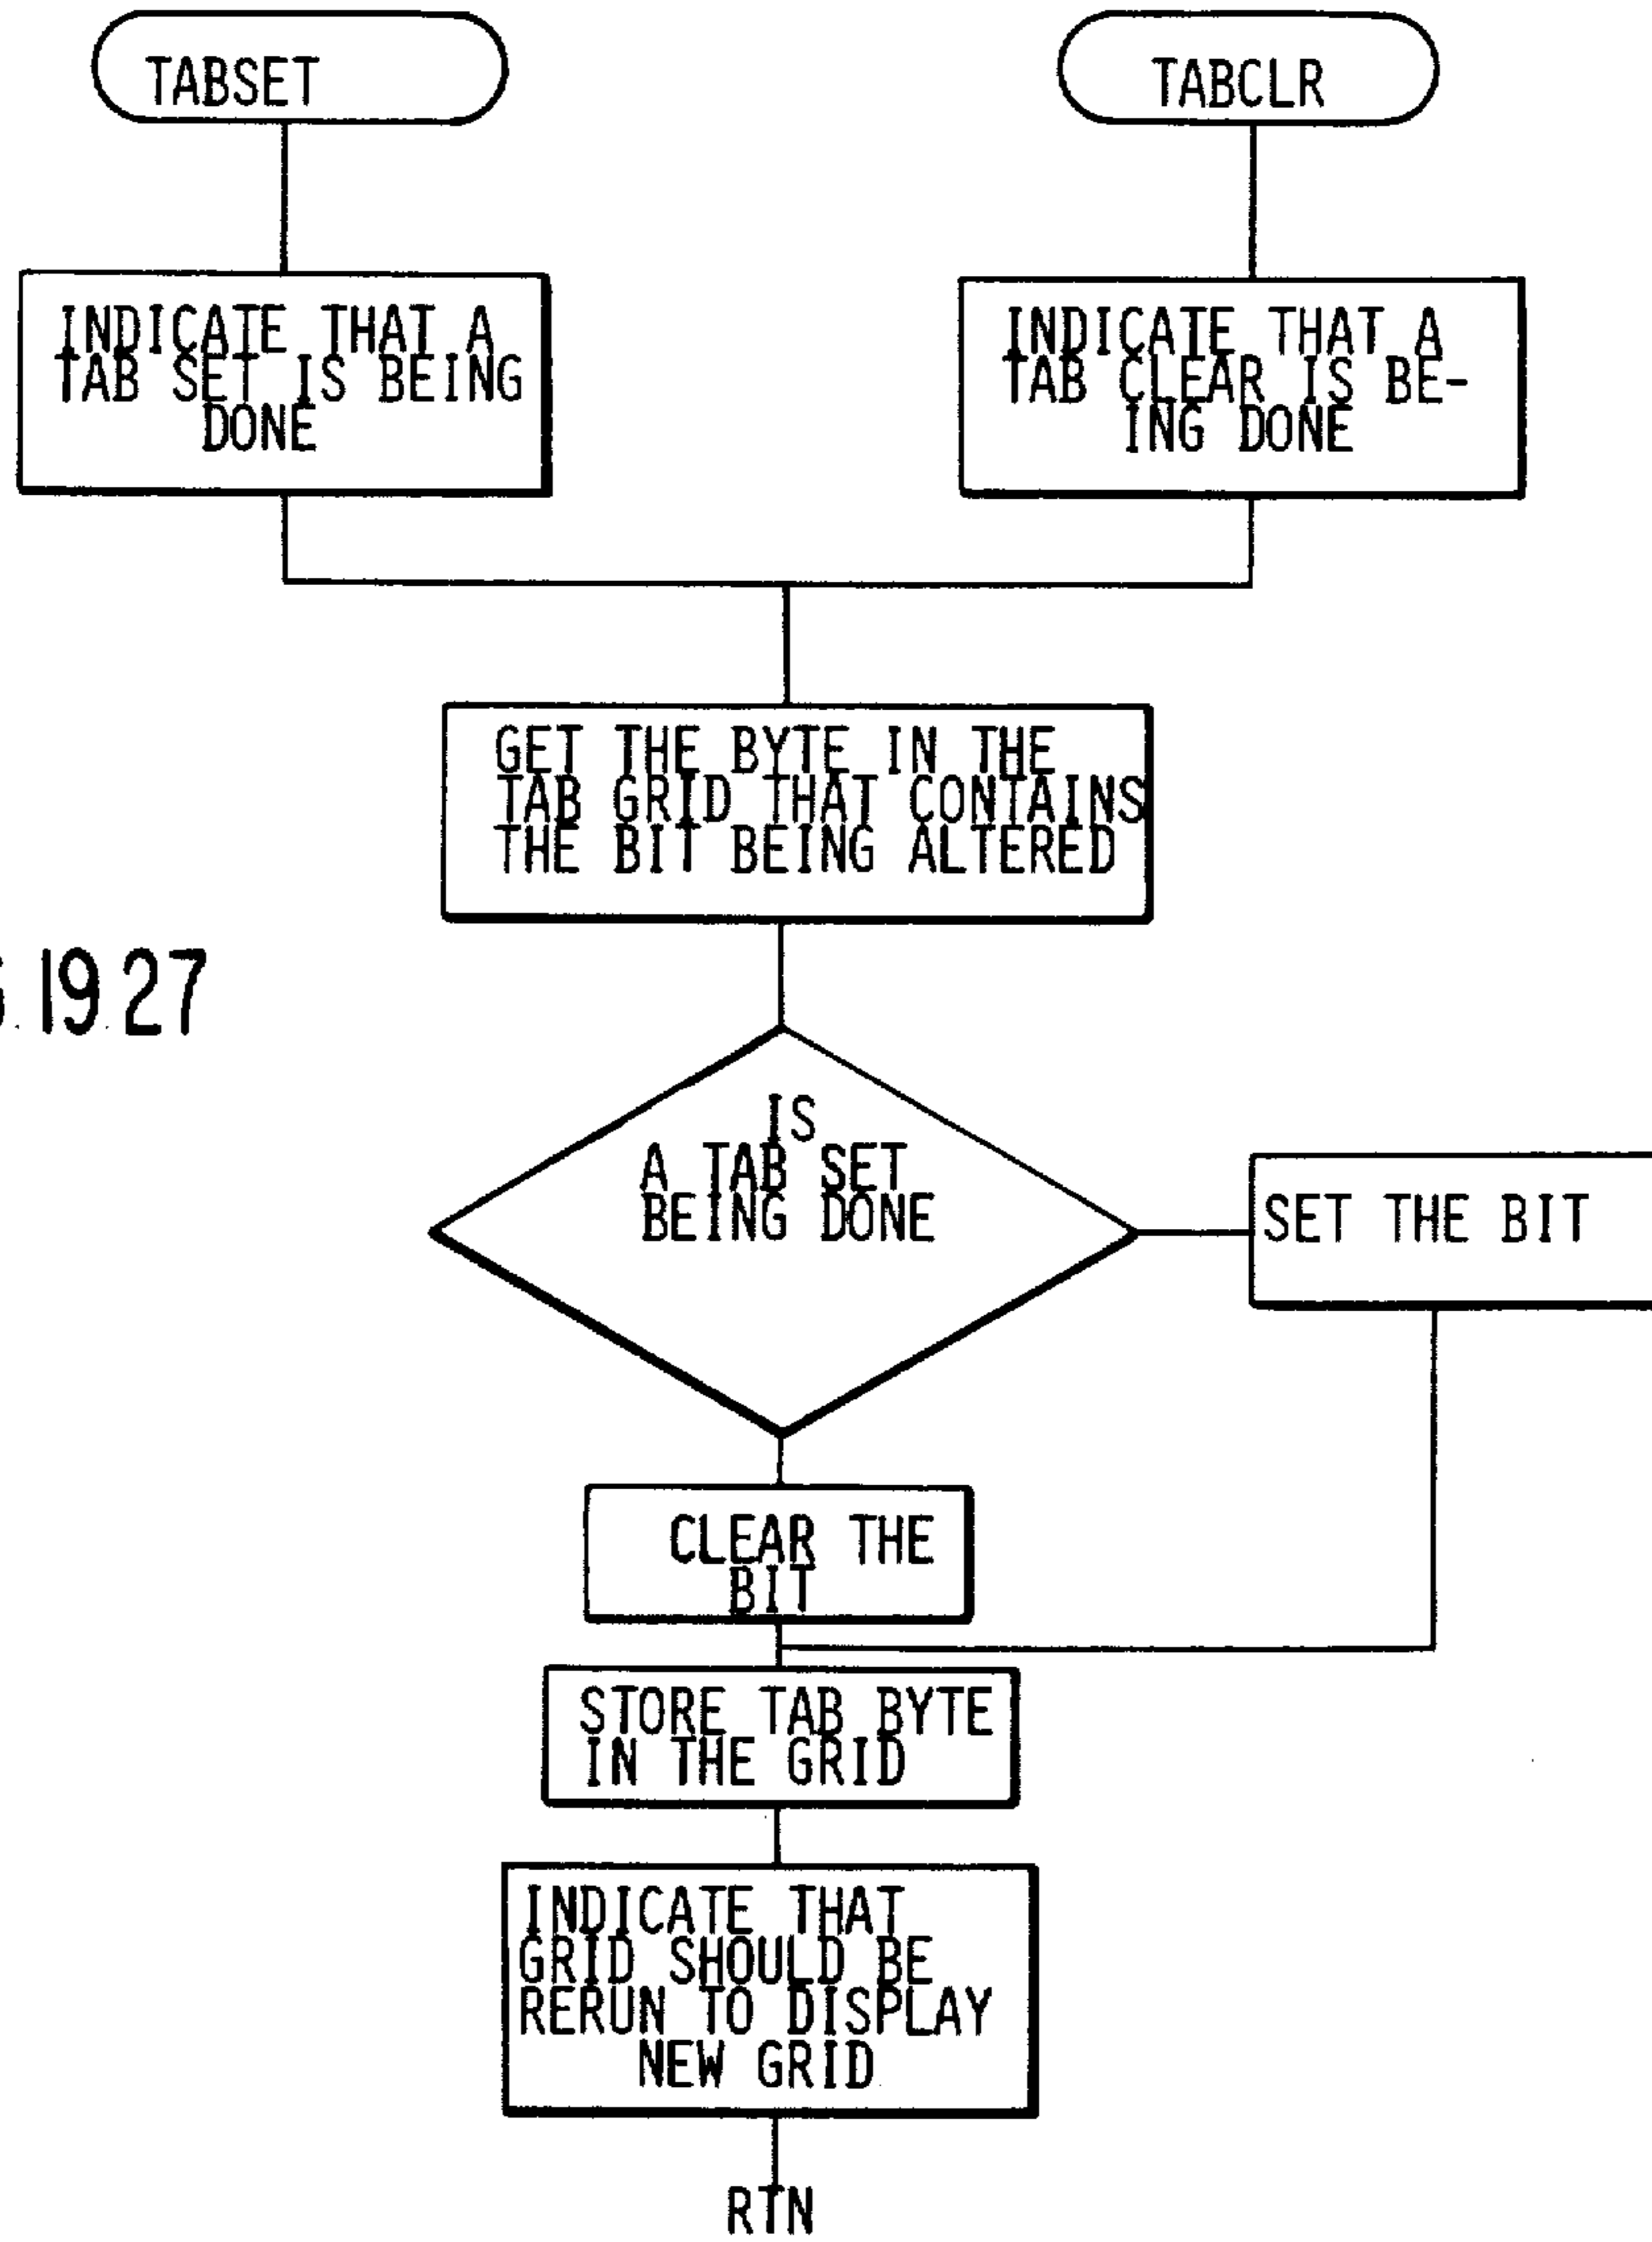 TABSET
TABCLR
INDICATE THAT A
TAB SET IS BEING
DONE
INDICATE THAT A
TAB CLEAR IS BE-
ING DONE
GET THE BYTE IN THE
TAB GRID THAT CONTAINS
THE BIT BEING ALTERED
19.27
IS
A TAB SET
BEING DONE
SET THE BIT
CLEAR THE
BIT
STORE TAB BYTE
IN THE GRID
INDICATE THAT
GRID SHOULD BE
RERUN TO DISPLAY
NEW GRID
RTN